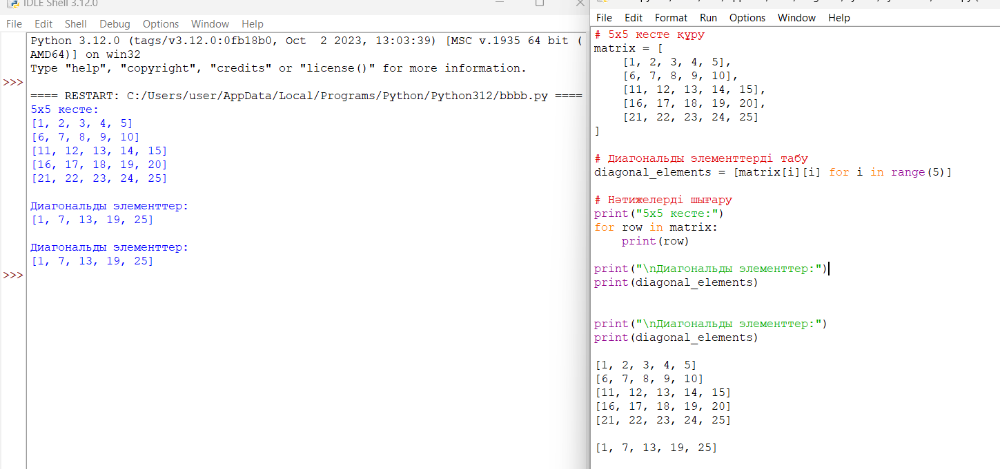 IDLE Shell 3.12.0
File Edit Shell Debug Options Window Help
Python 3.12.0 (tags/v3.12.0:0fb18b0, Oct  2 2023, 13:03:39) [MSC v.1935 64 bit (
AMD64)] on win32
Type "help", "copyright", "credits" or "license()" for more information.
>>>
==== RESTART: C:/Users/user/AppData/Local/Programs/Python/Python312/bbbb.py ====
5x5 кесте:
[1, 2, 3, 4, 5]
[6, 7, 8, 9, 10]
[11, 12, 13, 14, 15]
[16, 17, 18, 19, 20]
[21, 22, 23, 24, 25]
Диагональды элементтер:
[1, 7, 13, 19, 25]
Диагональды элементтер:
[1, 7, 13, 19, 25]
>>>
File Edit Format Run Options Window Help
# 5x5 кесте құру
matrix = [
    [1, 2, 3, 4, 5],
    [6, 7, 8, 9, 10],
    [11, 12, 13, 14, 15],
    [16, 17, 18, 19, 20],
    [21, 22, 23, 24, 25]
]
# Диагональды элементтерді табу
diagonal_elements = [matrix[i][i] for i in range(5)]
# Нәтижелерді шығару
print("5x5 кесте:")
for row in matrix:
    print(row)
print("\nДиагональды элементтер:")
print(diagonal_elements)
print("\nДиагональды элементтер:")
print(diagonal_elements)
[1, 2, 3, 4, 5]
[6, 7, 8, 9, 10]
[11, 12, 13, 14, 15]
[16, 17, 18, 19, 20]
[21, 22, 23, 24, 25]
[1, 7, 13, 19, 25]